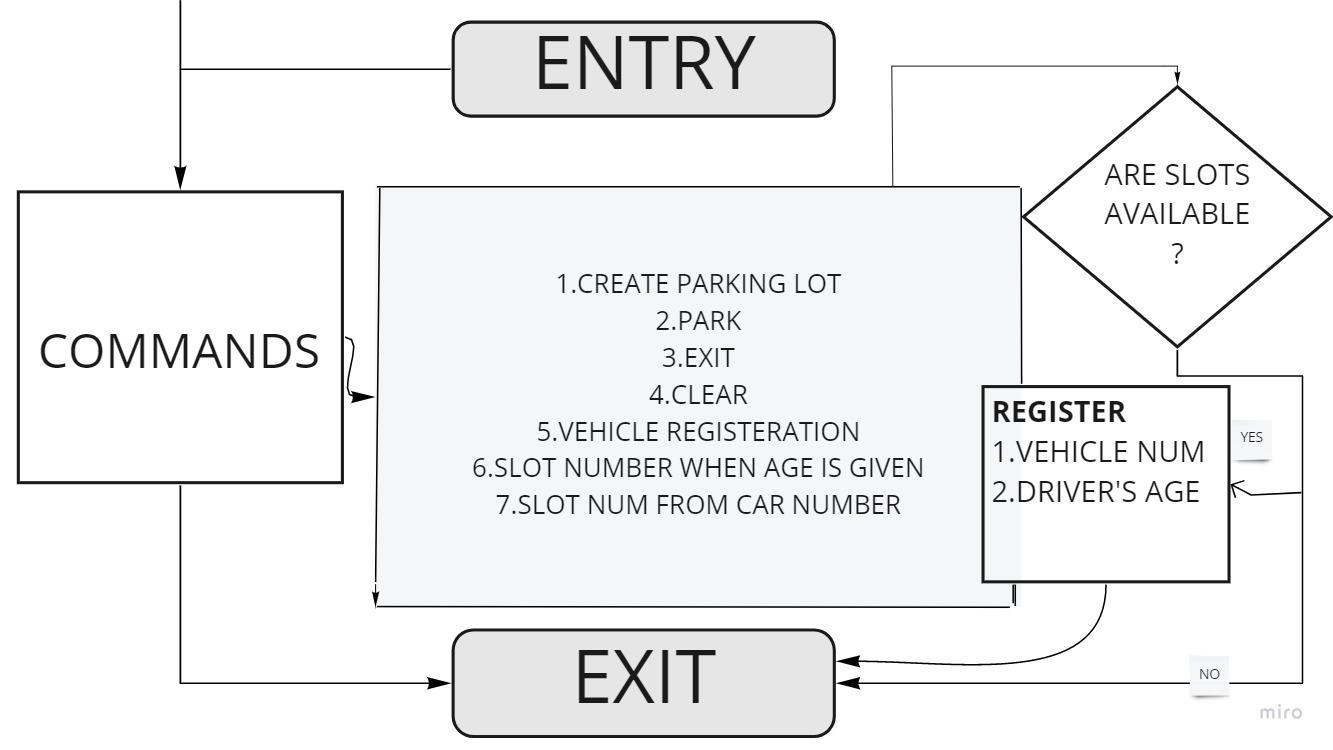 ENTRY
ARE SLOTS
AVAILABLE
?
COMMANDS
1.CREATE PARKING LOT
2.PARK
3.EXIT
4.CLEAR
5.VEHICLE REGISTERATION
6.SLOT NUMBER WHEN AGE IS GIVEN
7.SLOT NUM FROM CAR NUMBER
REGISTER
1.VEHICLE NUM
2.DRIVER'S AGE
YES
EXIT
NO
miro